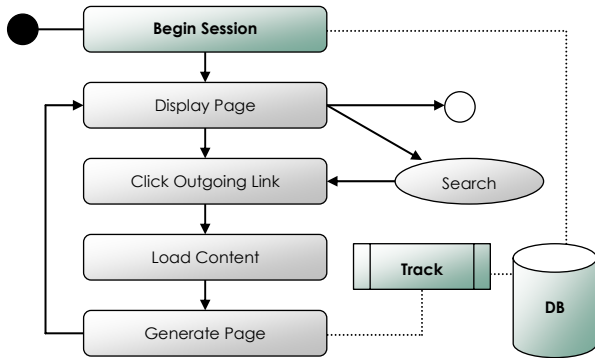 Begin Session
Display Page
Click Outgoing Link
Search
Load Content
Track
DB
Generate Page